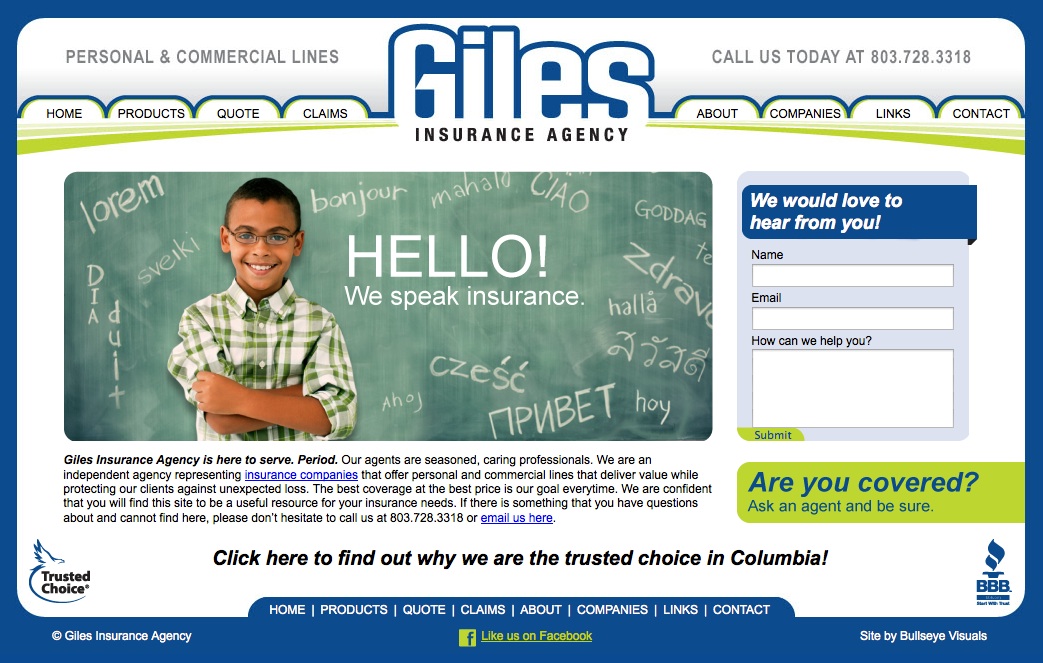 PERSONAL & COMMERCIAL LINES
Giles
INSURANCE AGENCY
CALL US TODAY AT 803.728.3318
HOME
PRODUCTS
QUOTE
CLAIMS
ABOUT
COMPANIES
LINKS
CONTACT
lorem
bonjour
mahalo
CIAO
GODDAG
te
sveiki
HELLO!
We speak insurance.
Zdrav
DIA
duit
hallå
สวัสดี
cześć
Ahoj
ПРИВЕТ
hoy
We would love to
hear from you!
Name
Email
How can we help you?
Submit
Giles Insurance Agency is here to serve. Period. Our agents are seasoned, caring professionals. We are an
independent agency representing insurance companies that offer personal and commercial lines that deliver value while
protecting our clients against unexpected loss. The best coverage at the best price is our goal everytime. We are confident
that you will find this site to be a useful resource for your insurance needs. If there is something that you have questions
about and cannot find here, please don't hesitate to call us at 803.728.3318 or email us here.
Are you covered?
Ask an agent and be sure.
Trusted
Choice®
Click here to find out why we are the trusted choice in Columbia!
BBB
Start With Trust
HOME | PRODUCTS | QUOTE | CLAIMS | ABOUT | COMPANIES | LINKS | CONTACT
© Giles Insurance Agency
f Like us on Facebook
Site by Bullseye Visuals